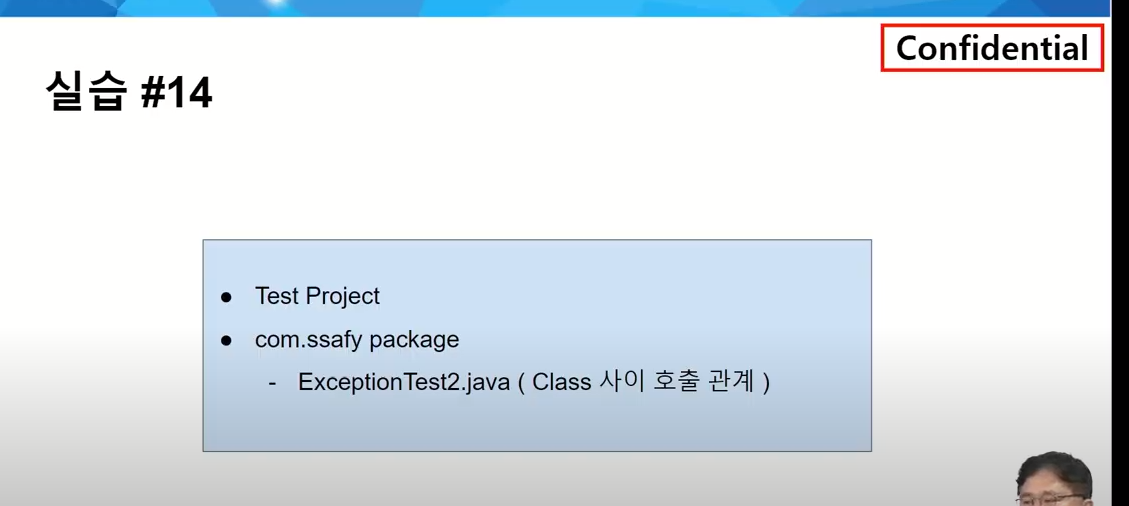 Confidential
실습 #14
● Test Project
● com.ssafy package
- ExceptionTest2.java ( Class 사이 호출 관계 )